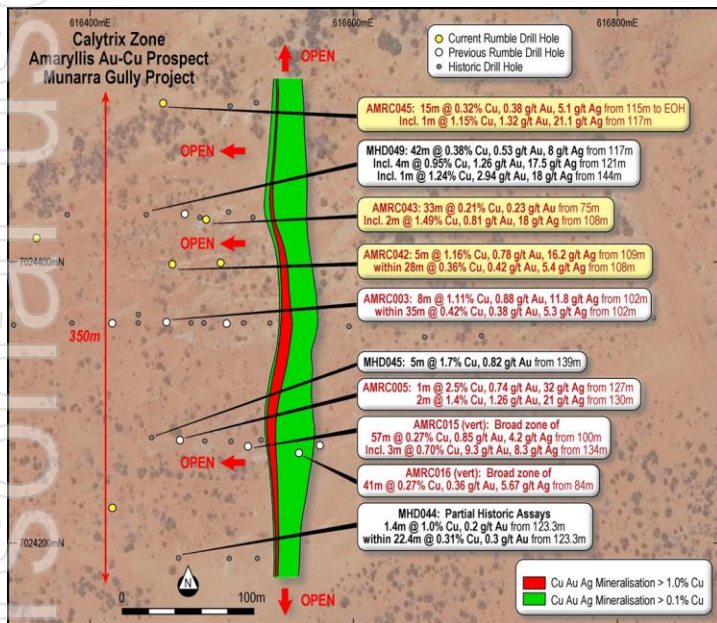 616400mE
616600mE
616800mE
Calytrix Zone
Amaryllis Au-Cu Prospect
Munarra Gully Project
OPEN
Current Rumble Drill Hole
Previous Rumble Drill Hole
Historic Drill Hole
AMRC045: 15m @ 0.32% Cu, 0.38 g/t Au, 5.1 g/t Ag from 115m to EOH
Incl. 1m @ 1.15% Cu, 1.32 g/t Au, 21.1 g/t Ag from 117m
OPEN
MHD049: 42m @ 0.38% Cu, 0.53 g/t Au, 8 g/t Ag from 117m
Incl. 4m @ 0.95% Cu, 1.26 g/t Au, 17.5 g/t Ag from 121m
Incl. 1m @ 1.24% Cu, 2.94 g/t Au, 18 g/t Ag from 144m
AMRC043: 33m @ 0.21% Cu, 0.23 g/t Au from 75m
Incl. 2m @ 1.49% Cu, 0.81 g/t Au, 18 g/t Ag from 108m
OPEN
7024400mN
AMRC042: 5m @ 1.16% Cu, 0.78 g/t Au, 16.2 g/t Ag from 109m
within 28m @ 0.36% Cu, 0.42 g/t Au, 5.4 g/t Ag from 108m
AMRC003: 8m @ 1.11% Cu, 0.88 g/t Au, 11.8 g/t Ag from 102m
within 35m @ 0.42% Cu, 0.38 g/t Au, 5.3 g/t Ag from 102m
350m
MHD045: 5m @ 1.7% Cu, 0.82 g/t Au from 139m
AMRC005: 1m @ 2.5% Cu, 0.74 g/t Au, 32 g/t Ag from 127m
2m @ 1.4% Cu, 1.26 g/t Au, 21 g/t Ag from 130m
AMRC015 (vert): Broad zone of
57m @ 0.27% Cu, 0.85 g/t Au, 4.2 g/t Ag from 100m
Incl. 3m @ 0.70% Cu, 9.3 g/t Au, 8.3 g/t Ag from 134m
OPEN
AMRC016 (vert): Broad zone of
41m @ 0.27% Cu, 0.36 g/t Au, 5.67 g/t Ag from 84m
7024200mN
MHD044: Partial Historic Assays
1.4m @ 1.0% Cu, 0.2 g/t Au from 123.3m
within 22.4m @ 0.31% Cu, 0.3 g/t Au from 123.3m
N
0
100m
OPEN
Cu Au Ag Mineralisation > 1.0% Cu
Cu Au Ag Mineralisation > 0.1% Cu